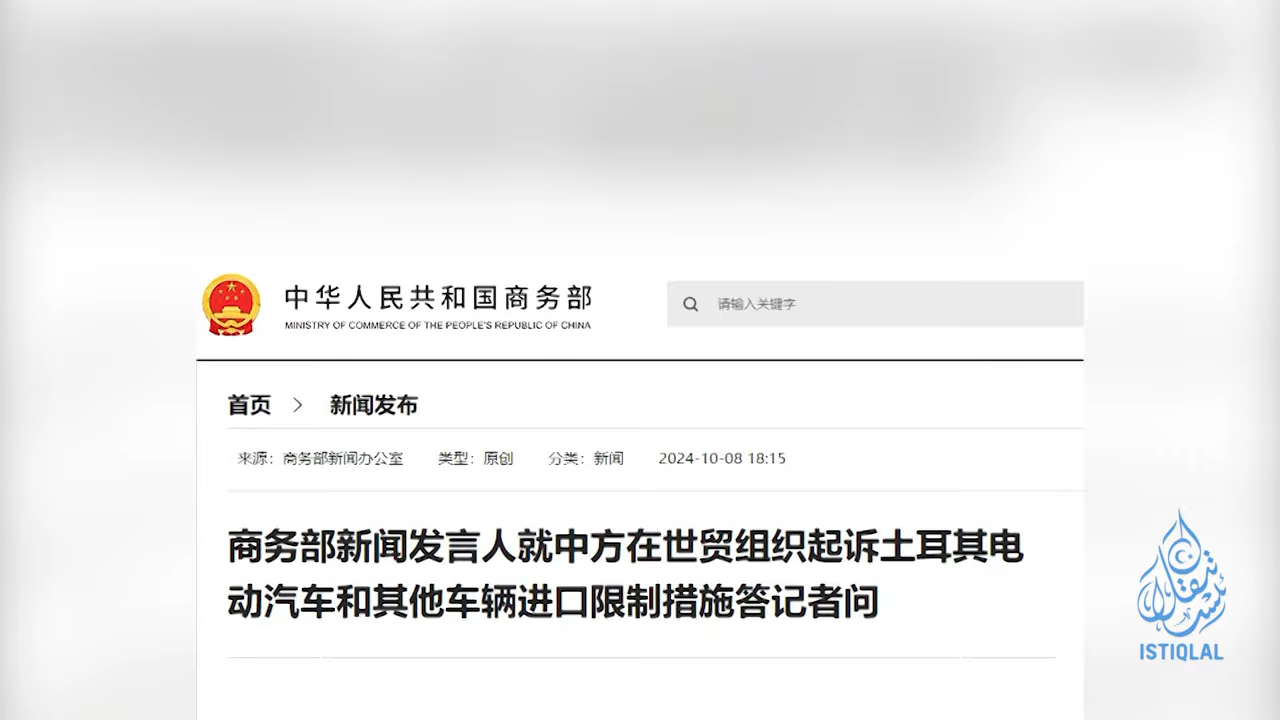 中华人民共和国商务部
MINISTRY OF COMMERCE OF THE PEOPLE'S REPUBLIC OF CHINA
请输入关键字
首页 > 新闻发布
来源：商务部新闻办公室 类型：原创 分类：新闻 2024-10-08 18:15
商务部新闻发言人就中方在世贸组织起诉土耳其电
动汽车和其他车辆进口限制措施答记者问
ISTIQLAL